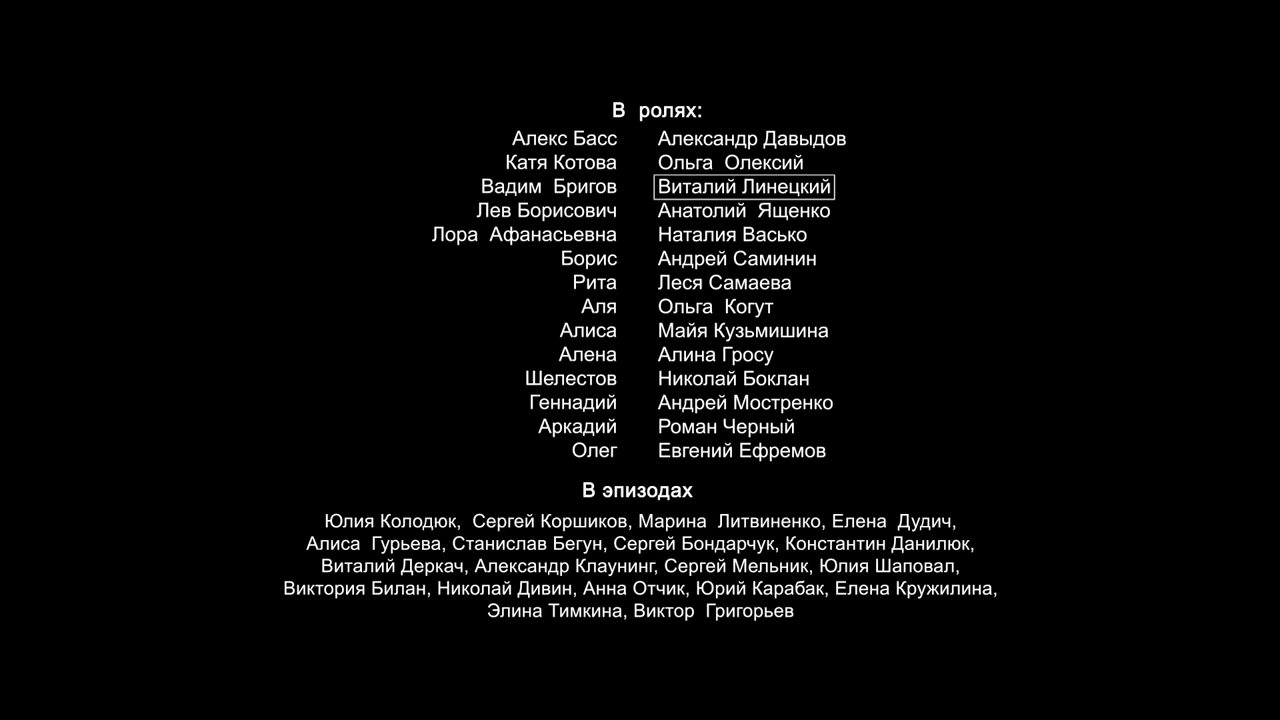 В ролях:
Алекс Басс Александр Давыдов
Катя Котова Ольга Олексий
Вадим Бригов Виталий Линецкий
Лев Борисович Анатолий Ященко
Лора Афанасьевна Наталия Васько
Борис Андрей Саминин
Рита Леся Самаева
Аля Ольга Когут
Алиса Майя Кузьмишина
Алена Алина Гросу
Шелестов Николай Боклан
Геннадий Андрей Мостренко
Аркадий Роман Черный
Олег Евгений Ефремов
В эпизодах
Юлия Колодюк, Сергей Коршиков, Марина Литвиненко, Елена Дудич,
Алиса Гурьева, Станислав Бегун, Сергей Бондарчук, Константин Данилюк,
Виталий Деркач, Александр Клаунинг, Сергей Мельник, Юлия Шаповал,
Виктория Билан, Николай Дивин, Анна Отчик, Юрий Карабак, Елена Кружилина,
Элина Тимкина, Виктор Григорьев